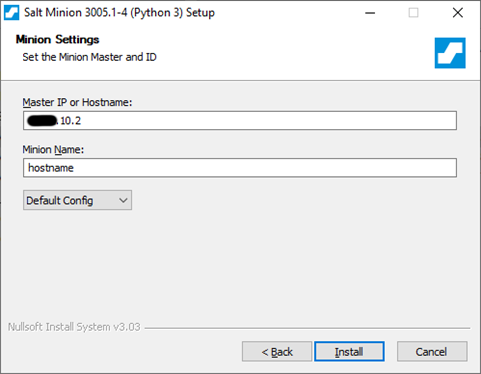 Salt Minion 3005.1-4 (Python 3) Setup
Minion Settings
Set the Minion Master and ID
Master IP or Hostname:
10.2
Minion Name:
hostname
Default Config
Nullsoft Install System v3.03
< Back
Install
Cancel